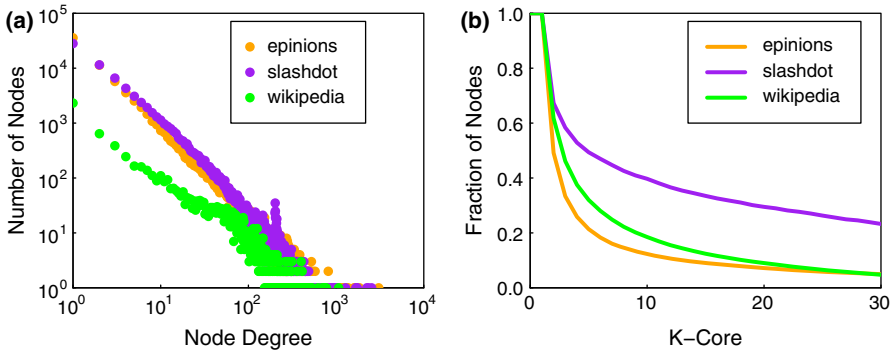 (a)
Number of Nodes
10^5
10^4
10^3
10^2
10^1
10^0
epinions
slashdot
wikipedia
10^0 10^1 10^2 10^3 10^4
Node Degree
(b)
Fraction of Nodes
1.0
0.8
0.6
0.4
0.2
0.0
epinions
slashdot
wikipedia
0 10 20 30
K−Core